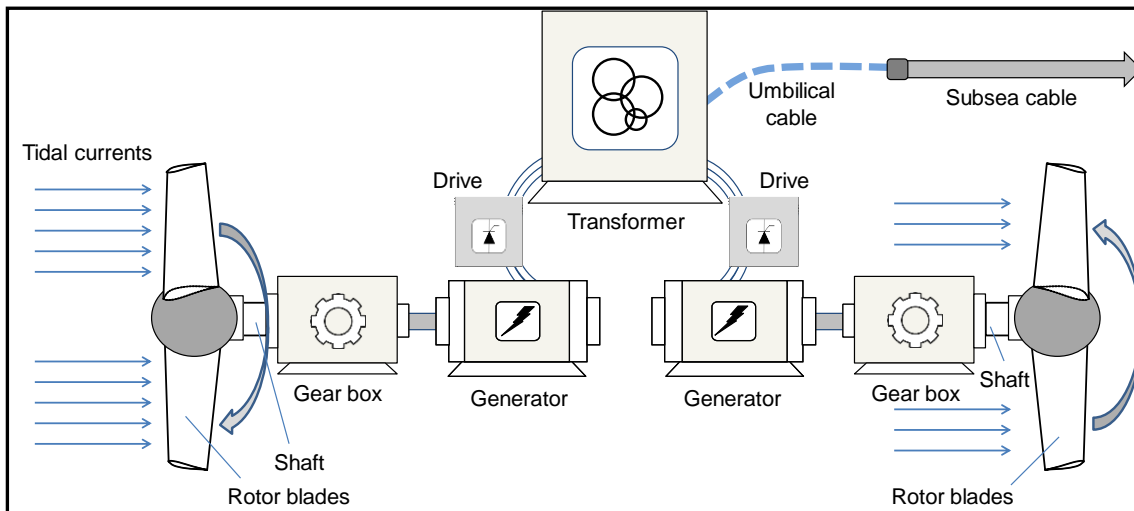 Umbilical
cable
Subsea cable
Tidal currents
Drive
Drive
Transformer
Gear box
Generator
Generator
Gear box
Shaft
Shaft
Rotor blades
Rotor blades